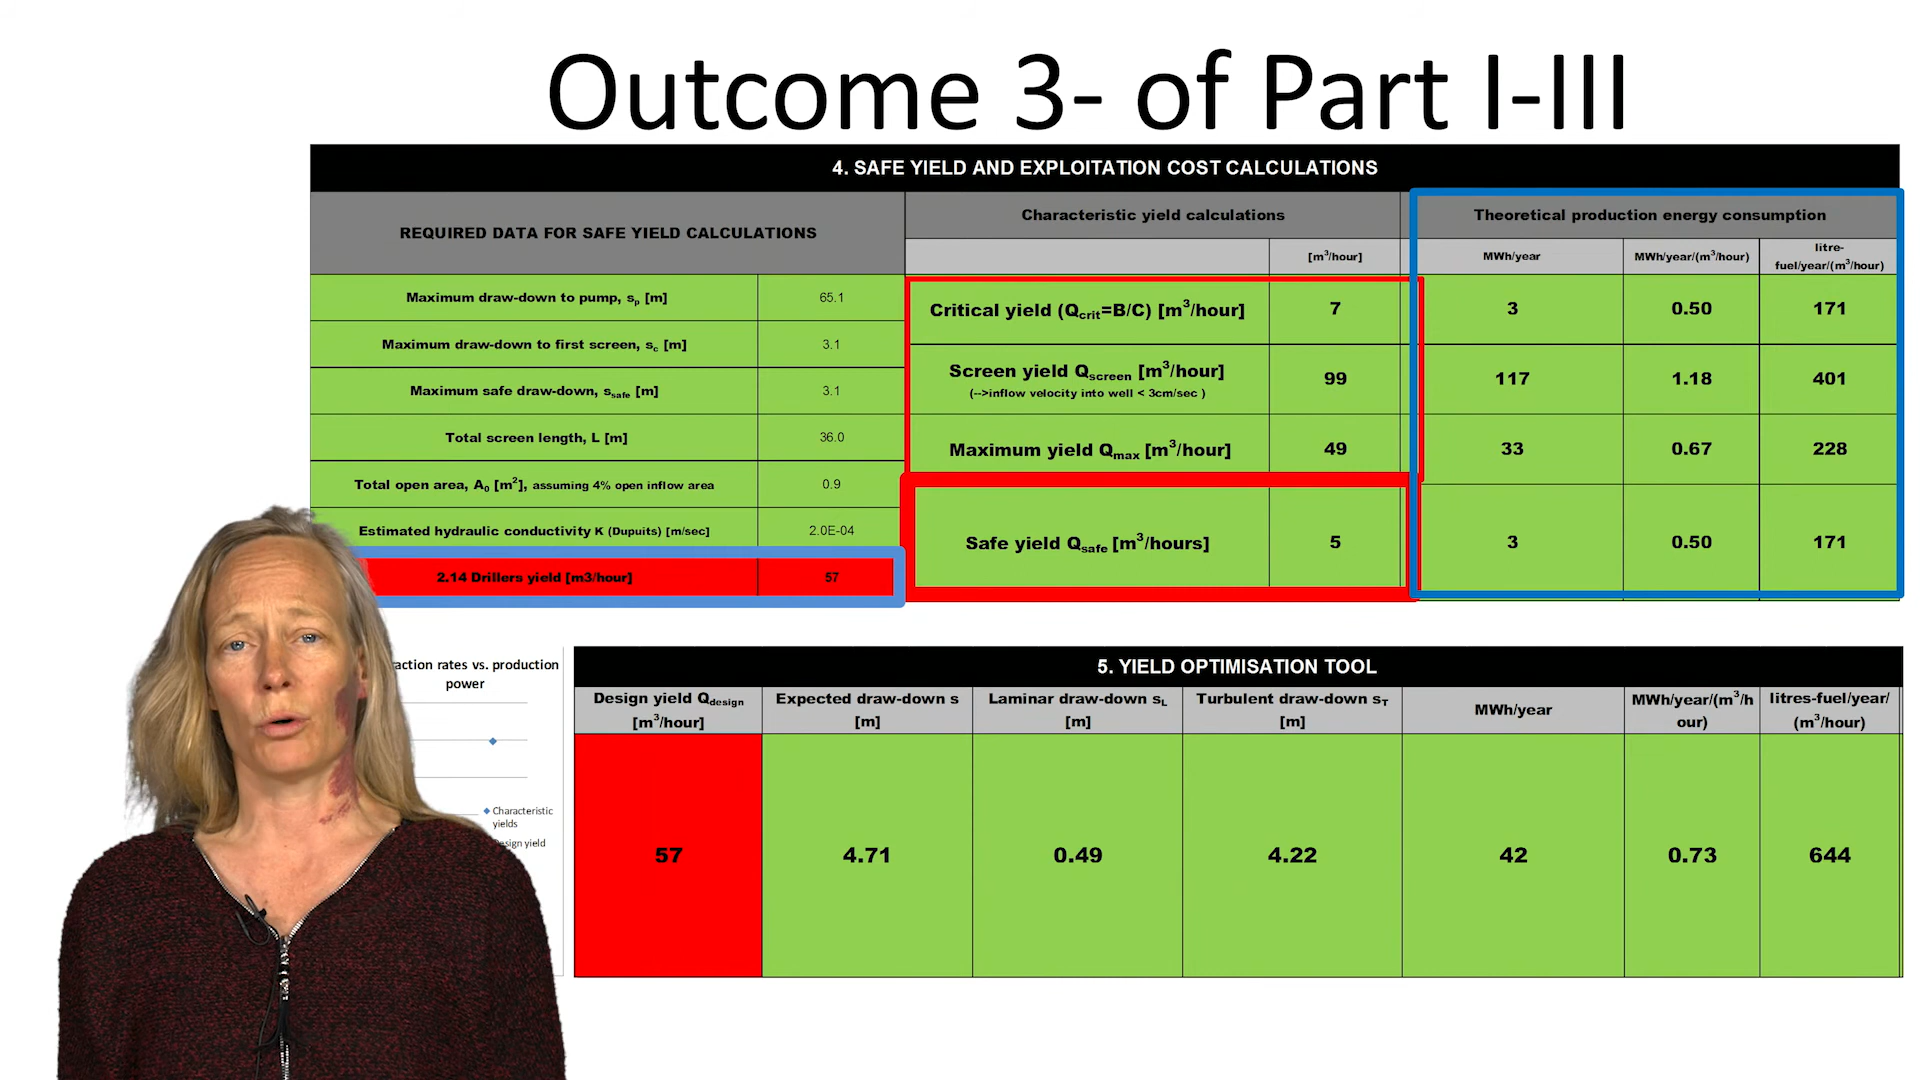 Outcome 3- of Part I-III
4. SAFE YIELD AND EXPLOITATION COST CALCULATIONS
REQUIRED DATA FOR SAFE YIELD CALCULATIONS
Characteristic yield calculations
Theoretical production energy consumption
[m³/hour]
MWh/year
MWh/year/(m³/hour)
litre-
fuel/year/(m³/hour)
Maximum draw-down to pump, sp [m] 65.1
Maximum draw-down to first screen, sc [m] 3.1
Maximum safe draw-down, ssafe [m] 3.1
Total screen length, L [m] 36.0
Total open area, A0 [m²], assuming 4% open inflow area 0.9
Estimated hydraulic conductivity K (Dupuits) [m/sec] 2.0E-04
2.14 Drillers yield [m3/hour] 57
Critical yield (Qcrit=B/C) [m³/hour] 7 3 0.50 171
Screen yield Qscreen [m³/hour] 99 117 1.18 401
(-->inflow velocity into well < 3cm/sec )
Maximum yield Qmax [m³/hour] 49 33 0.67 228
Safe yield Qsafe [m³/hours] 5 3 0.50 171
action rates vs. production
power
Characteristic
yields
esign yield
5. YIELD OPTIMISATION TOOL
Design yield Qdesign
[m³/hour]
Expected draw-down s
[m]
Laminar draw-down sL
[m]
Turbulent draw-down sT
[m]
MWh/year
MWh/year/(m³/h
our)
litres-fuel/year/
(m³/hour)
57 4.71 0.49 4.22 42 0.73 644